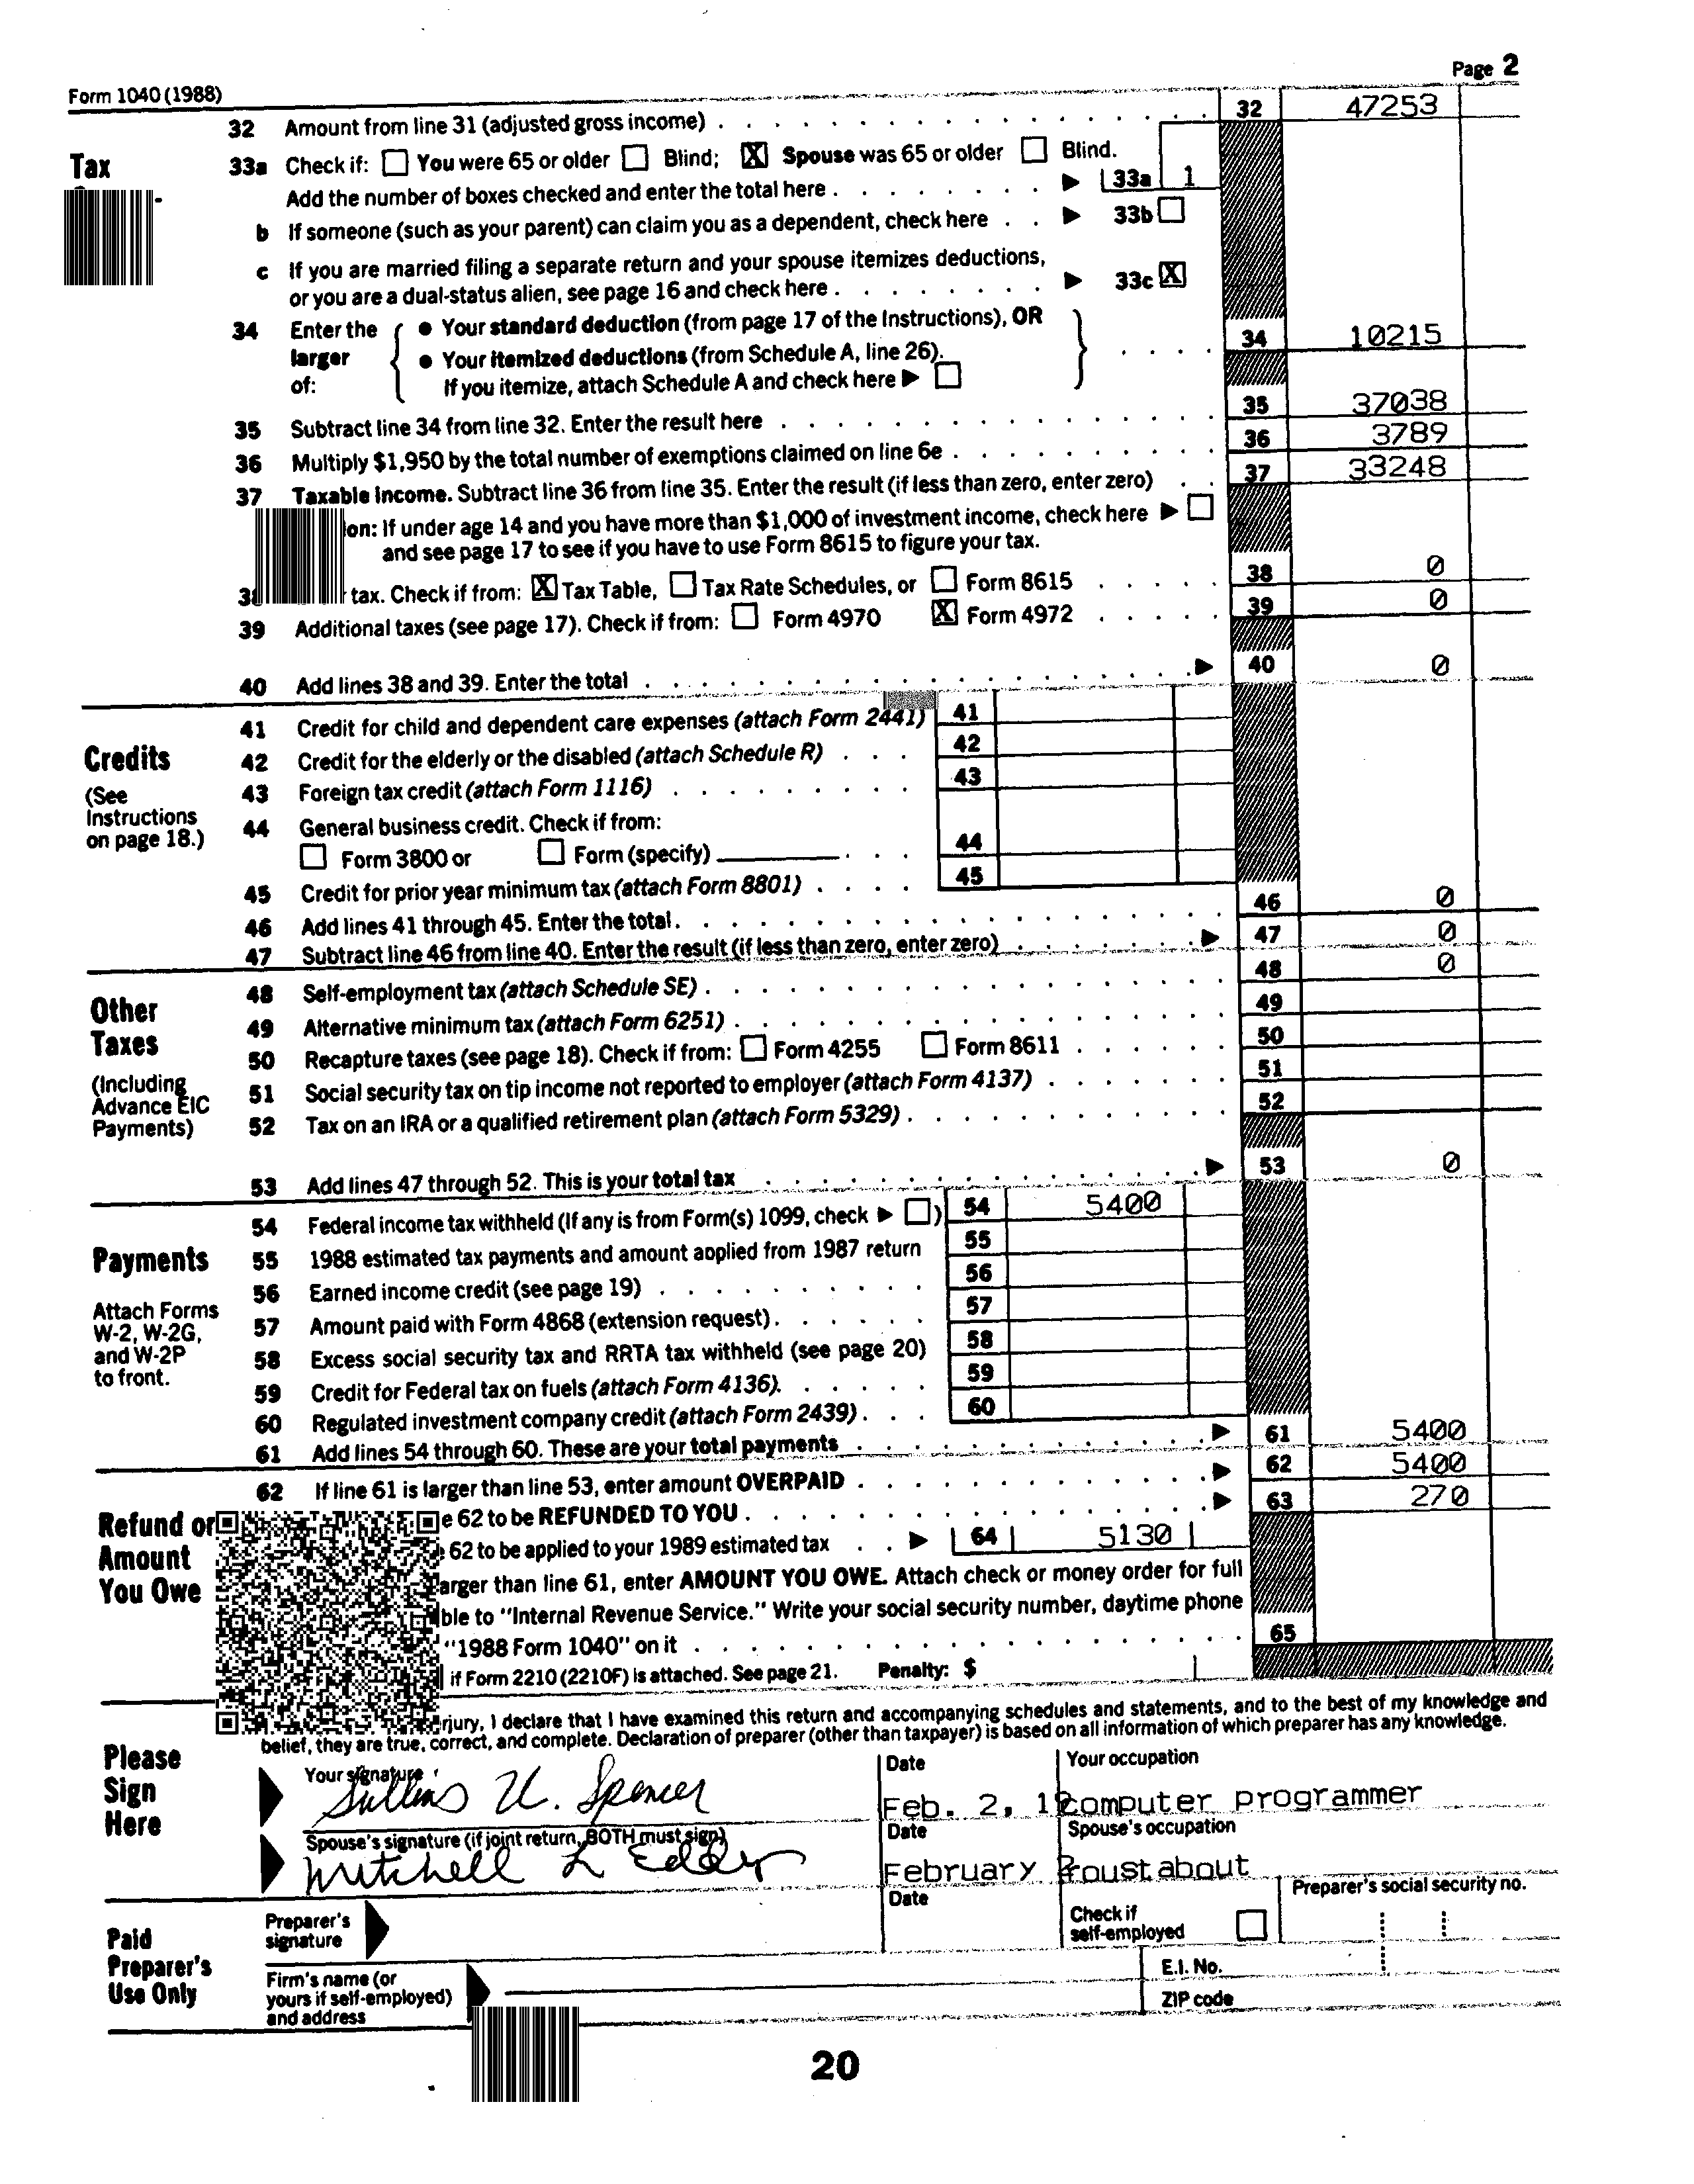 Form 1040 (1988)
Page 2
32 Amount from line 31 (adjusted gross income) 32 47253
Tax
33a Check if: You were 65 or older Blind; X Spouse was 65 or older Blind.
Add the number of boxes checked and enter the total here 33a 1
b If someone (such as your parent) can claim you as a dependent, check here 33b
c If you are married filing a separate return and your spouse itemizes deductions,
or you are a dual-status alien, see page 16 and check here 33c X
34 Enter the larger of:
• Your standard deduction (from page 17 of the Instructions), OR
• Your itemized deductions (from Schedule A, line 26).
If you itemize, attach Schedule A and check here
34 10215
35 Subtract line 34 from line 32. Enter the result here 35 37038
36 Multiply $1,950 by the total number of exemptions claimed on line 6e 36 3789
37 Taxable income. Subtract line 36 from line 35. Enter the result (if less than zero, enter zero) 37 33248
on: If under age 14 and you have more than $1,000 of investment income, check here
and see page 17 to see if you have to use Form 8615 to figure your tax.
tax. Check if from: X Tax Table, Tax Rate Schedules, or Form 8615 38 0
39 Additional taxes (see page 17). Check if from: Form 4970 X Form 4972 39 0
40 Add lines 38 and 39. Enter the total 40 0
Credits
(See
Instructions
on page 18.)
41 Credit for child and dependent care expenses (attach Form 2441) 41
42 Credit for the elderly or the disabled (attach Schedule R) 42
43 Foreign tax credit (attach Form 1116) 43
44 General business credit. Check if from:
Form 3800 or Form (specify) 44
45 Credit for prior year minimum tax (attach Form 8801) 45
46 Add lines 41 through 45. Enter the total. 46 0
47 Subtract line 46 from line 40. Enter the result (if less than zero, enter zero) 47 0
Other
Taxes
(Including
Advance EIC
Payments)
48 Self-employment tax (attach Schedule SE) 48 0
49 Alternative minimum tax (attach Form 6251) 49
50 Recapture taxes (see page 18). Check if from: Form 4255 Form 8611 50
51 Social security tax on tip income not reported to employer (attach Form 4137) 51
52 Tax on an IRA or a qualified retirement plan (attach Form 5329) 52
53 Add lines 47 through 52. This is your total tax 53 0
Payments
Attach Forms
W-2, W-2G,
and W-2P
to front.
54 Federal income tax withheld (If any is from Form(s) 1099, check ) 54 5400
55 1988 estimated tax payments and amount applied from 1987 return 55
56 Earned income credit (see page 19) 56
57 Amount paid with Form 4868 (extension request) 57
58 Excess social security tax and RRTA tax withheld (see page 20) 58
59 Credit for Federal tax on fuels (attach Form 4136) 59
60 Regulated investment company credit (attach Form 2439) 60
61 Add lines 54 through 60. These are your total payments 61 5400
62 If line 61 is larger than line 53, enter amount OVERPAID 62 5400
Refund or
Amount
You Owe
e 62 to be REFUNDED TO YOU 63 270
62 to be applied to your 1989 estimated tax 64 5130
arger than line 61, enter AMOUNT YOU OWE. Attach check or money order for full
ble to "Internal Revenue Service." Write your social security number, daytime phone
"1988 Form 1040" on it 65
if Form 2210 (2210F) is attached. See page 21. Penalty: $
Please
Sign
Here
rjury, I declare that I have examined this return and accompanying schedules and statements, and to the best of my knowledge and
belief, they are true, correct, and complete. Declaration of preparer (other than taxpayer) is based on all information of which preparer has any knowledge.
Your signature Date Your occupation
Sullins U. Spencer Feb. 2, computer programmer
Spouse's signature (if joint return, BOTH must sign) Date Spouse's occupation
Mitchell L Eddy February roustabout
Paid
Preparer's
Use Only
Preparer's
signature
Date
Check if
self-employed
Preparer's social security no.
Firm's name (or
yours if self-employed)
and address
E.I. No.
ZIP code
20